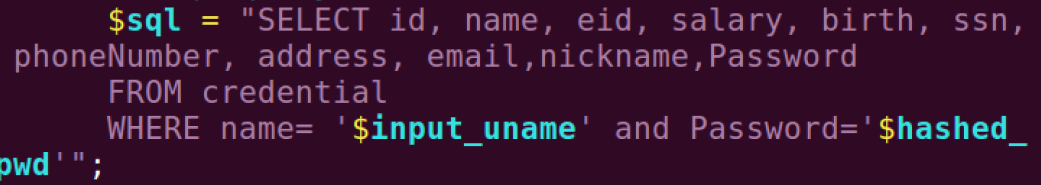 $sql = "SELECT id, name, eid, salary, birth, ssn,
phoneNumber, address, email,nickname,Password
FROM credential
WHERE name= '$input_uname' and Password='$hashed_
pwd'";